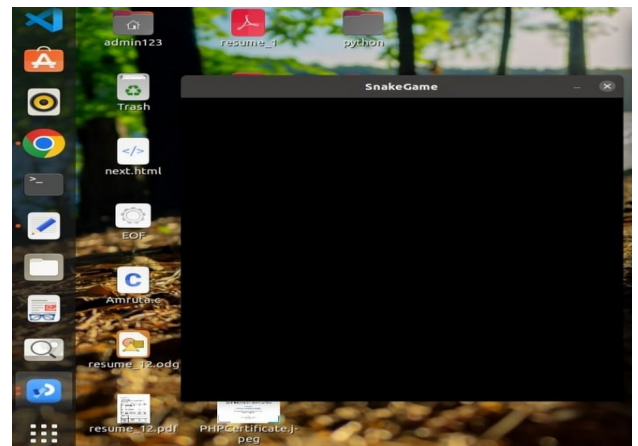 admin123
resume_1
python
SnakeGame
Trash
</>
next.html
>_
EOF
C
Amruta.c
resume_12.odg
resume_12.pdf
PHPCertificate.j-
peg